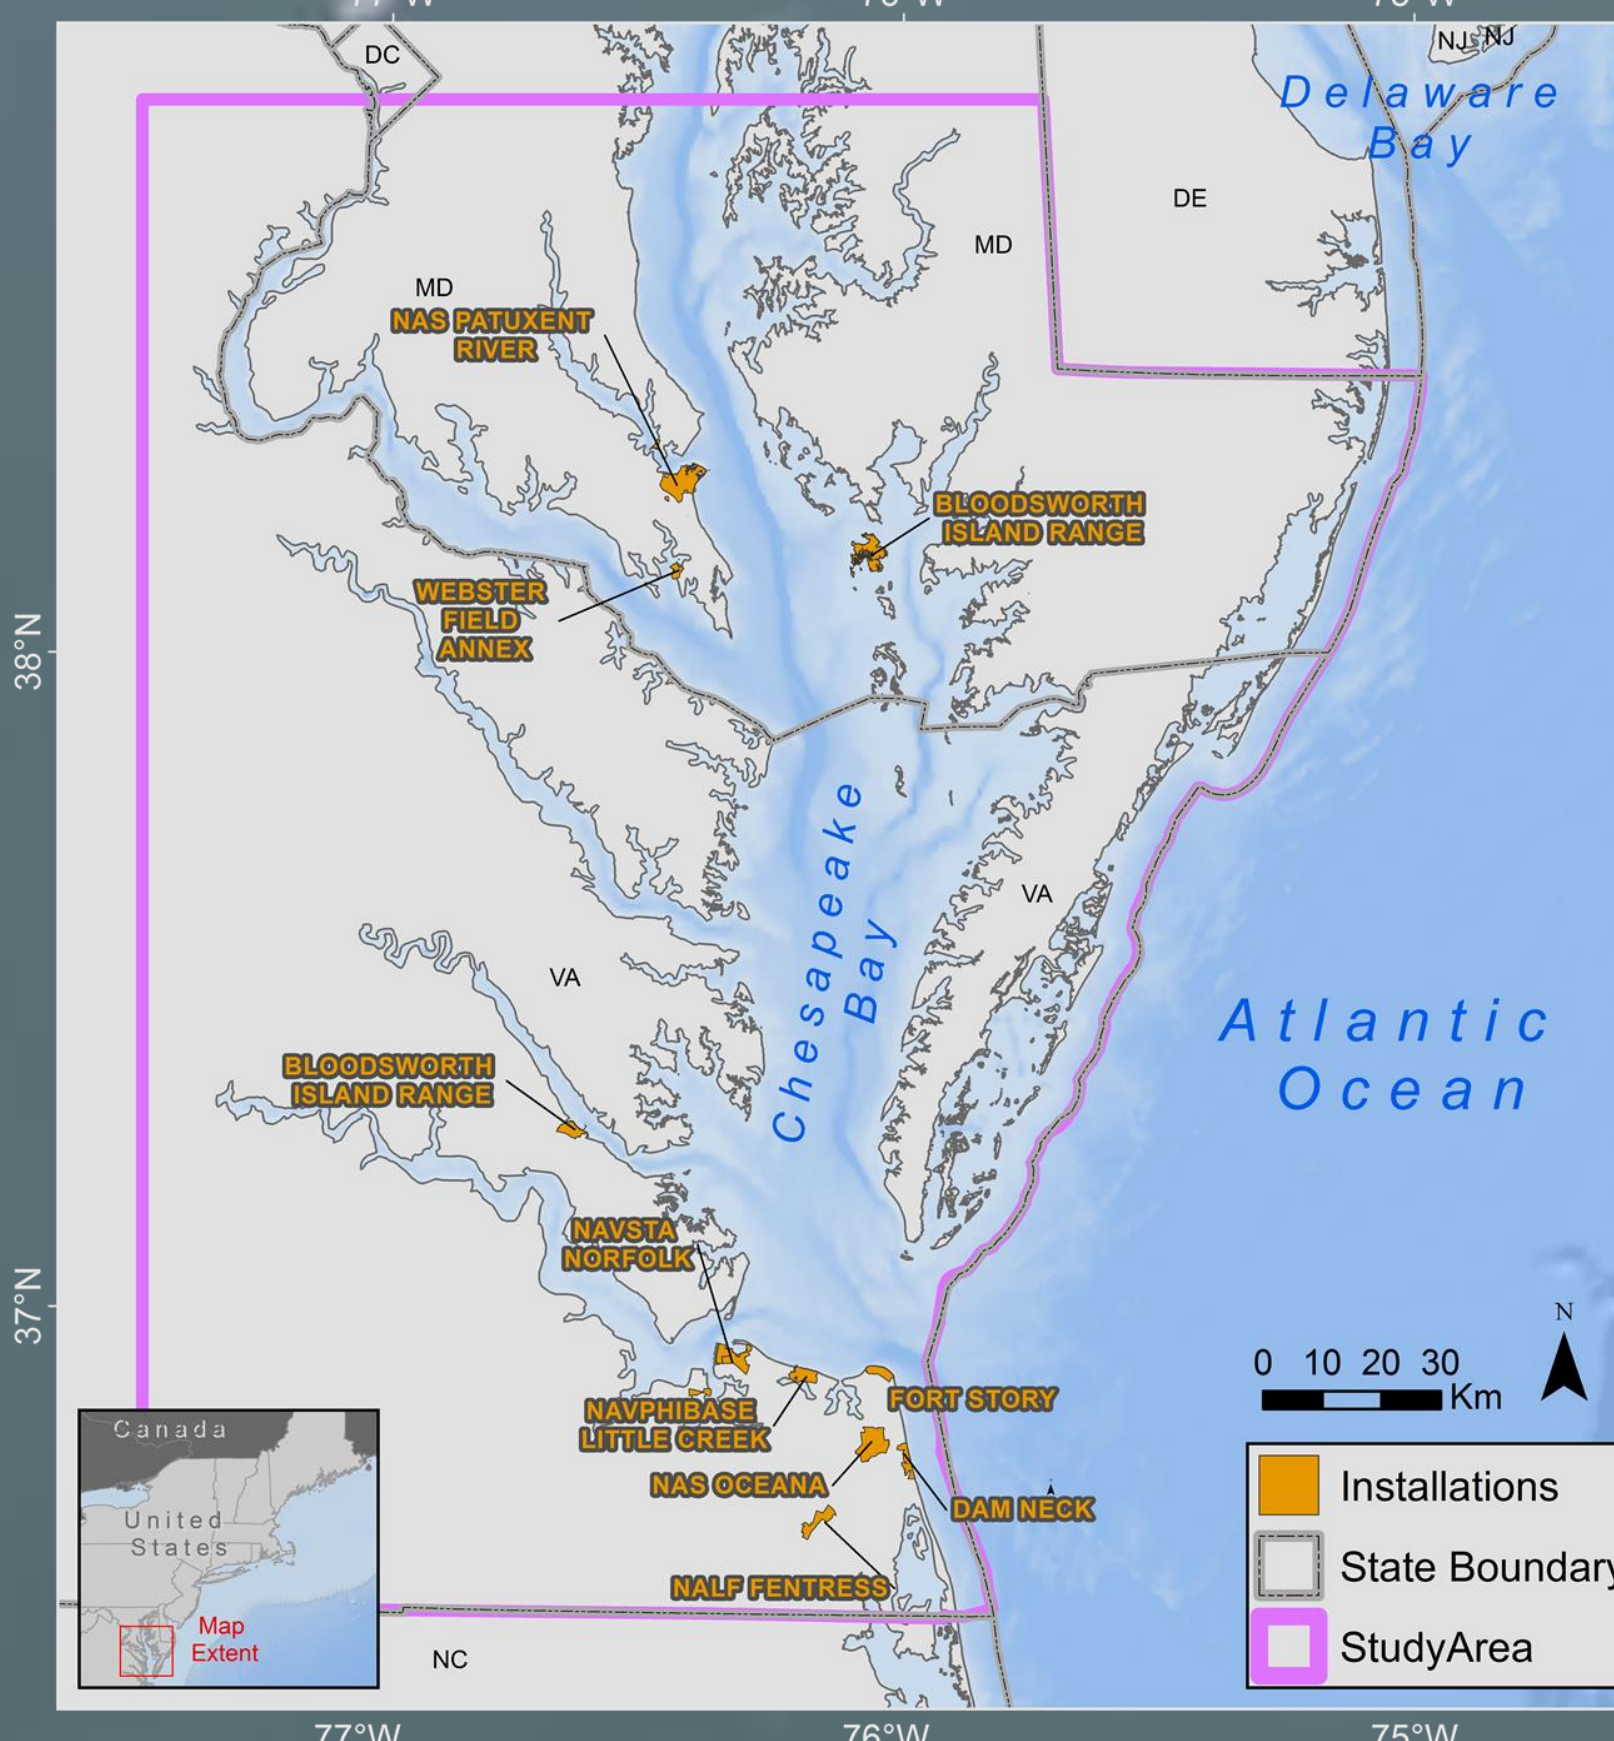 77°W
76°W
75°W
DC
NJ
NJ
Delaware
Bay
DE
MD
MD
NAS PATUXENT
RIVER
BLOODSWORTH
ISLAND RANGE
WEBSTER
FIELD
ANNEX
38°N
Chesapeake
Bay
VA
VA
Atlantic
Ocean
BLOODSWORTH
ISLAND RANGE
NAVSTA
NORFOLK
37°N
N
0 10 20 30
Km
FORT STORY
NAVPHIBASE
LITTLE CREEK
NAS OCEANA
DAM NECK
NALF FENTRESS
Canada
United
States
Map
Extent
NC
Installations
State Boundary
StudyArea
77°W
76°W
75°W